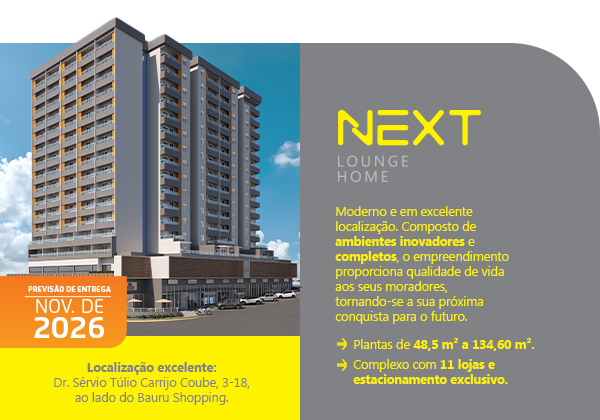 PREVISÃO DE ENTREGA
NOV. DE
2026
Localização excelente:
Dr. Sérvio Túlio Carrijo Coube, 3-18,
ao lado do Bauru Shopping.
NEXT
LOUNGE
HOME
Moderno e em excelente
localização. Composto de
ambientes inovadores e
completos, o empreendimento
proporciona qualidade de vida
aos seus moradores,
tornando-se a sua próxima
conquista para o futuro.
Plantas de 48,5 m² a 134,60 m².
Complexo com 11 lojas e
estacionamento exclusivo.